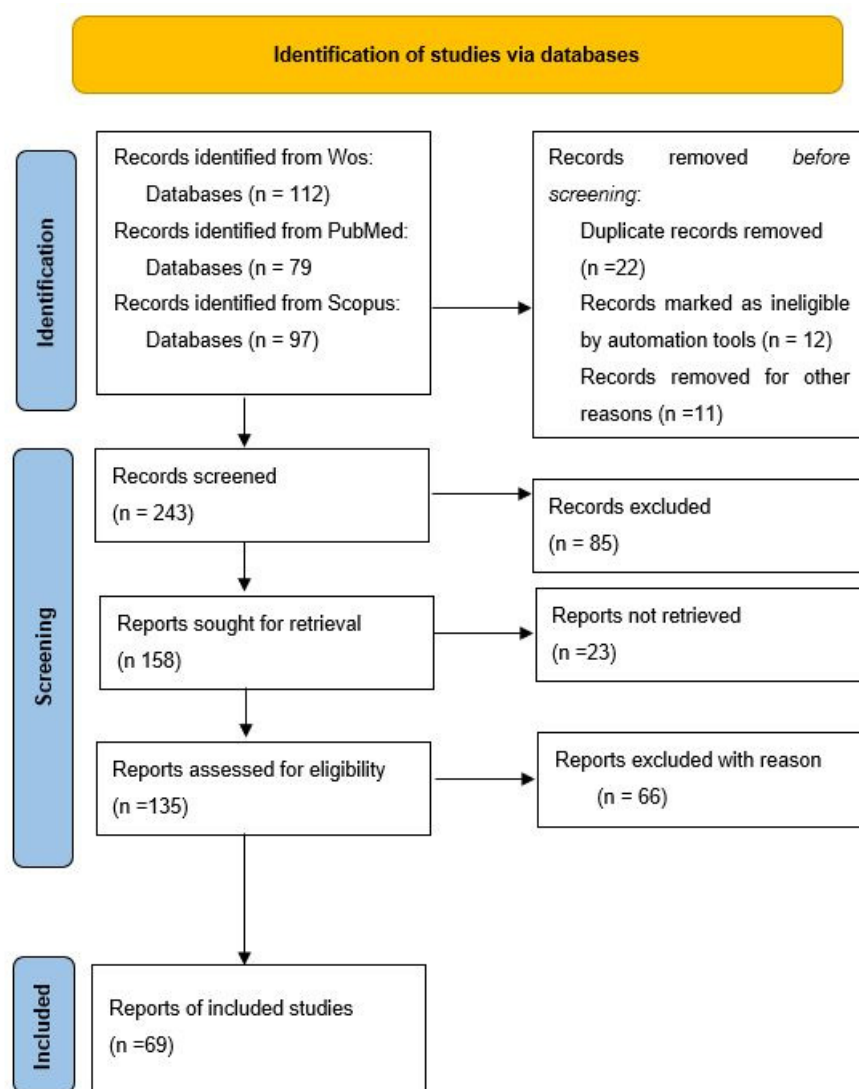 Identification of studies via databases
Identification
Records identified from Wos:
Databases (n = 112)
Records identified from PubMed:
Databases (n = 79
Records identified from Scopus:
Databases (n = 97)
Records removed before
screening:
Duplicate records removed
(n =22)
Records marked as ineligible
by automation tools (n = 12)
Records removed for other
reasons (n =11)
Screening
Records screened
(n = 243)
Records excluded
(n = 85)
Reports sought for retrieval
(n 158)
Reports not retrieved
(n =23)
Reports assessed for eligibility
(n =135)
Reports excluded with reason
(n = 66)
Included
Reports of included studies
(n =69)